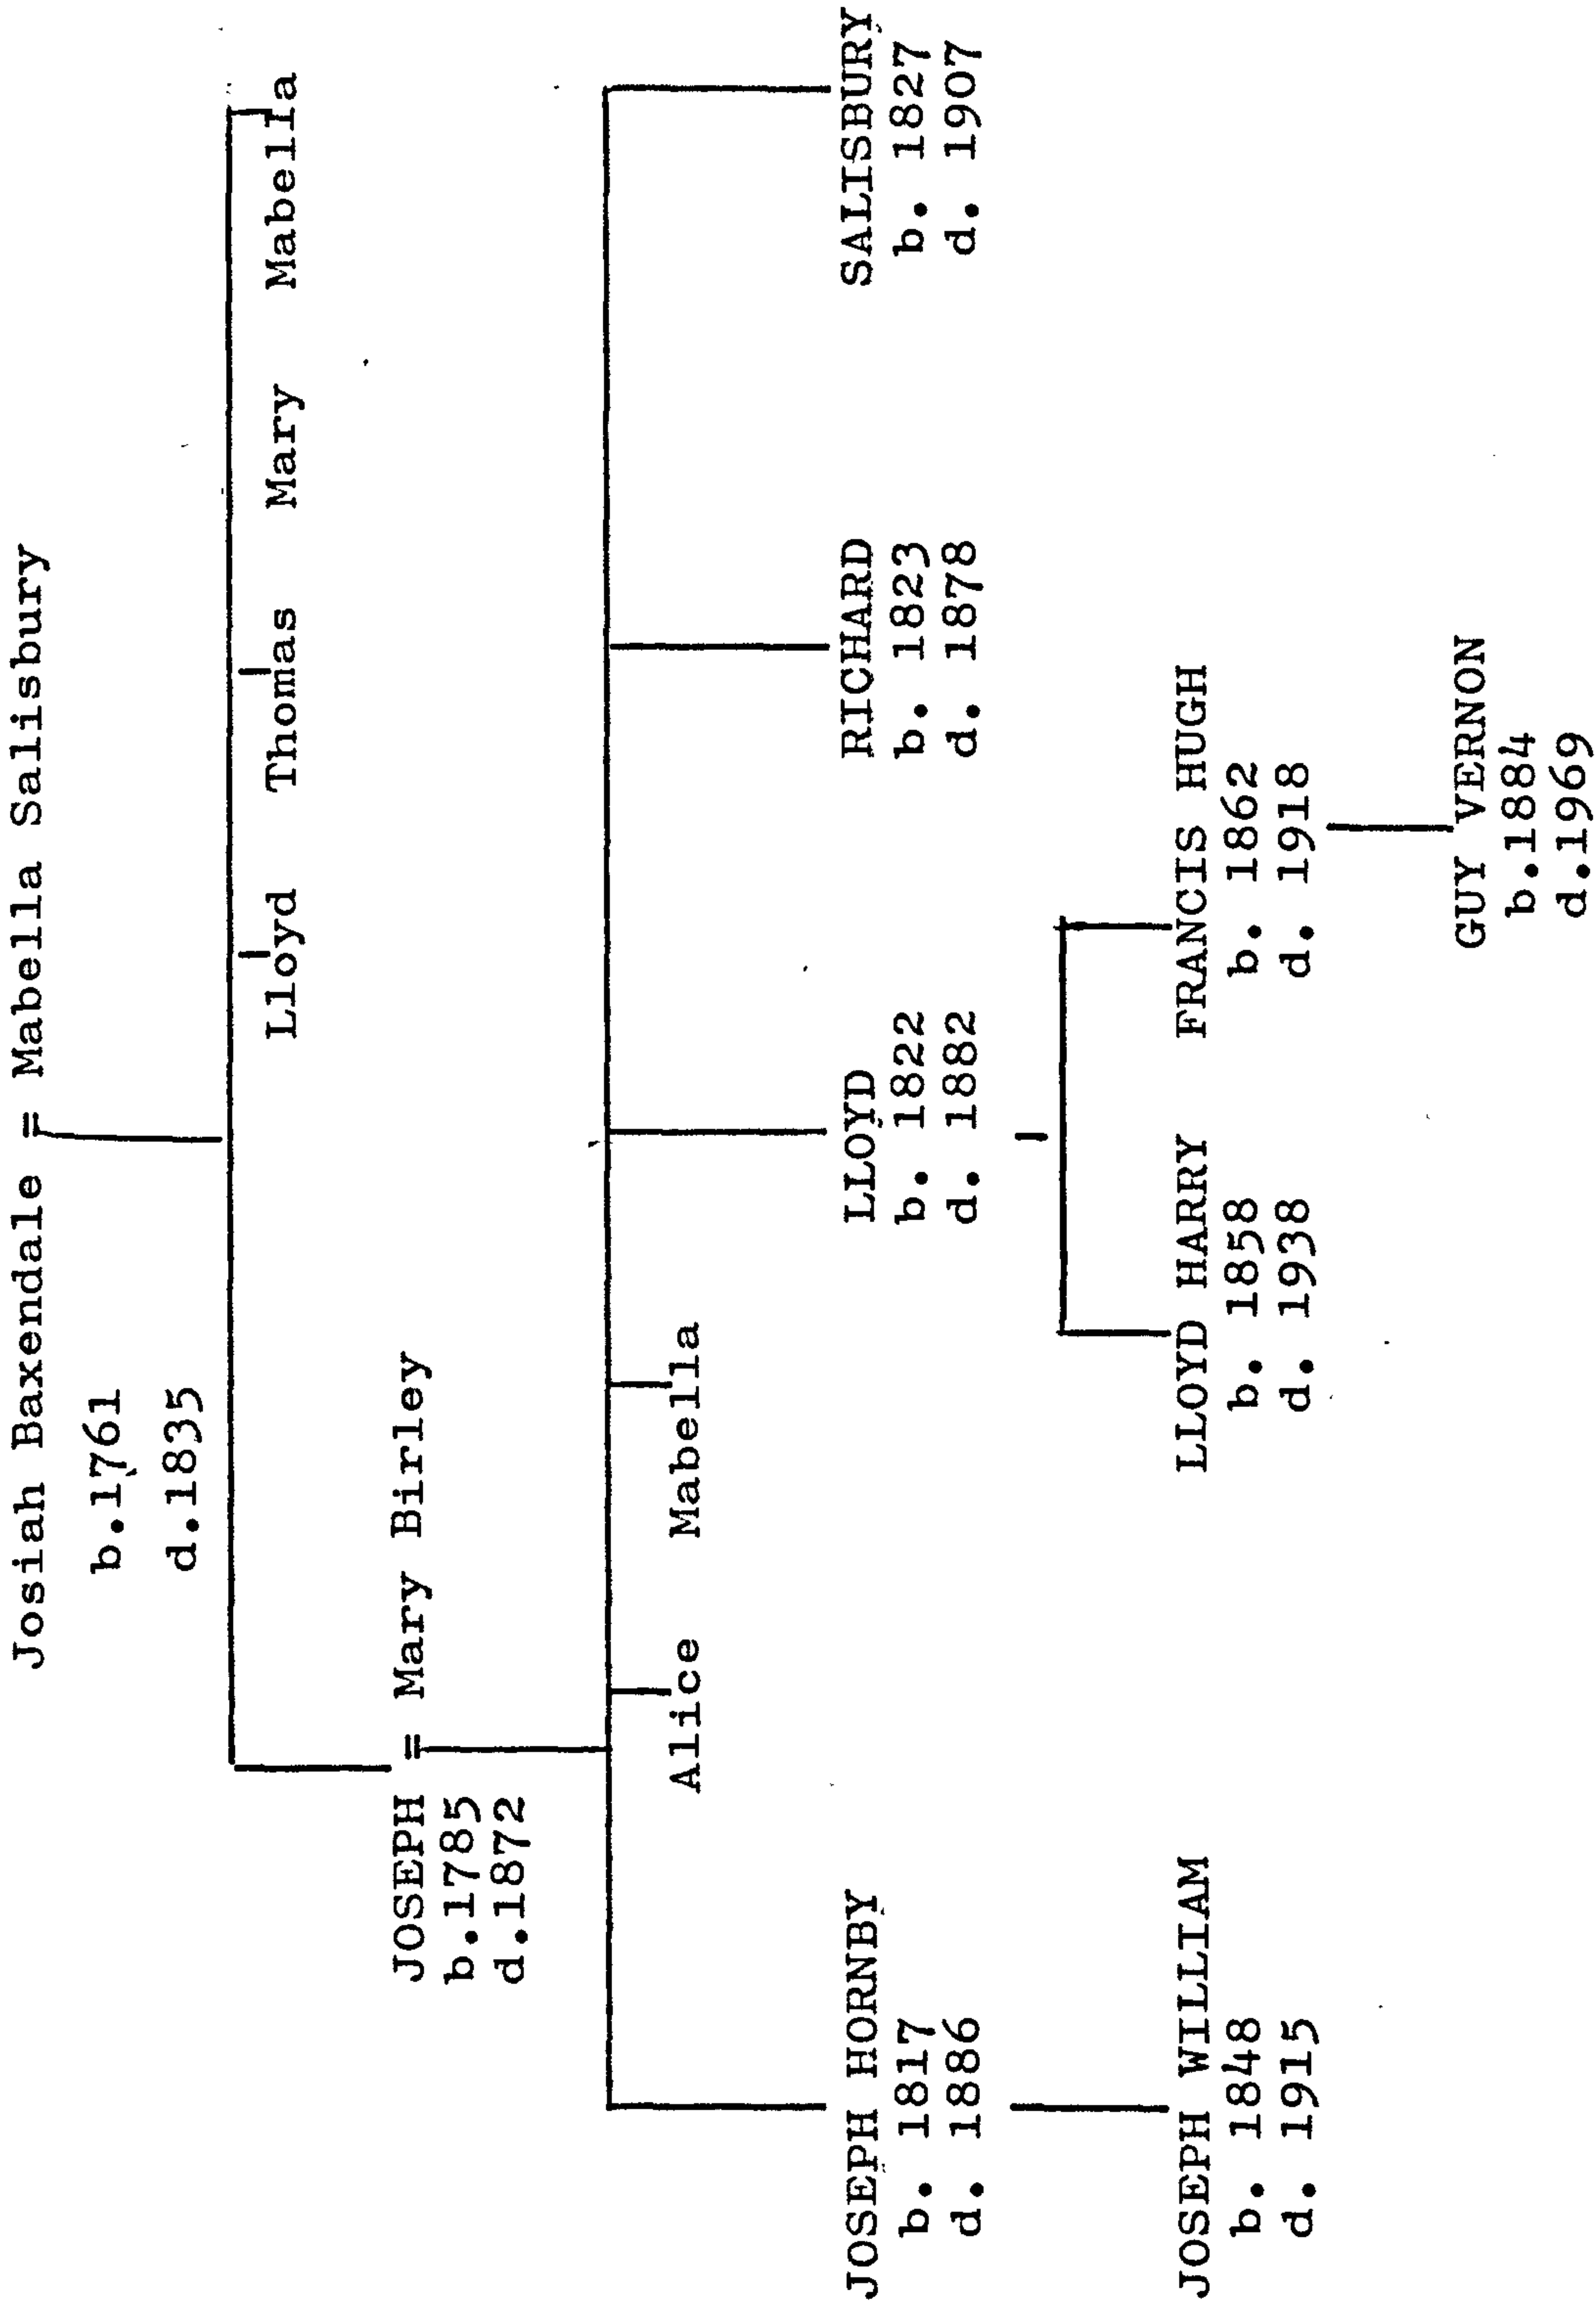 Josiah Baxendale = Mabella Salisbury
b.1761
d.1835
Lloyd Thomas Mary Mabella
JOSEPH = Mary Birley
b.1785
d.1872
Alice Mabella
JOSEPH HORNBY
b. 1817
d. 1886
LLOYD
b. 1822
d. 1882
RICHARD
b. 1823
d. 1878
SALISBURY
b. 1827
d. 1907
JOSEPH WILLIAM
b. 1848
d. 1915
LLOYD HARRY
b. 1858
d. 1938
FRANCIS HUGH
b. 1862
d. 1918
GUY VERNON
b.1884
d.1969